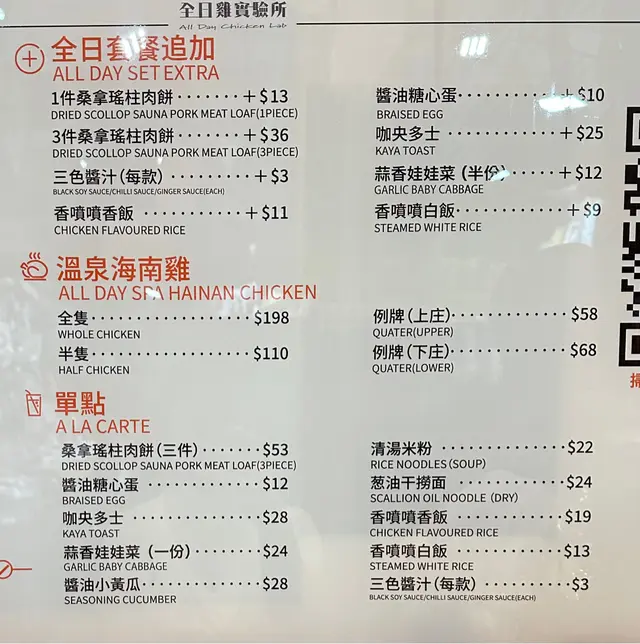 全日雞實驗所
All Day Chicken Lab
全日套餐追加
ALL DAY SET EXTRA
1件桑拿瑤柱肉餅·······+$13
DRIED SCOLLOP SAUNA PORK MEAT LOAF(1PIECE)
3件桑拿瑤柱肉餅·······+$36
DRIED SCOLLOP SAUNA PORK MEAT LOAF(3PIECE)
三色醬汁(每款)·········+$3
BLACK SOY SAUCE/CHILLI SAUCE/GINGER SAUCE(EACH)
香噴噴香飯 ··········+$11
CHICKEN FLAVOURED RICE
醬油糖心蛋··········+$10
BRAISED EGG
咖央多士 ···········+$25
KAYA TOAST
蒜香娃娃菜(半份)·····+$12
GARLIC BABY CABBAGE
香噴噴白飯···········+$9
STEAMED WHITE RICE
溫泉海南雞
ALL DAY SPA HAINAN CHICKEN
全隻··················$198
WHOLE CHICKEN
半隻··················$110
HALF CHICKEN
例牌(上庄)············$58
QUATER(UPPER)
例牌(下庄)············$68
QUATER(LOWER)
單點
A LA CARTE
桑拿瑤柱肉餅(三件)·······$53
DRIED SCOLLOP SAUNA PORK MEAT LOAF(3PIECE)
醬油糖心蛋 ············$12
BRAISED EGG
咖央多士 ·············$28
KAYA TOAST
蒜香娃娃菜(一份)········$24
GARLIC BABY CABBAGE
醬油小黃瓜············$28
SEASONING CUCUMBER
清湯米粉 ·············$22
RICE NOODLES (SOUP)
葱油干撈面 ···········$24
SCALLION OIL NOODLE (DRY)
香噴噴香飯 ···········$19
CHICKEN FLAVOURED RICE
香噴噴白飯 ···········$13
STEAMED WHITE RICE
三色醬汁(每款)·········$3
BLACK SOY SAUCE/CHILLI SAUCE/GINGER SAUCE(EACH)